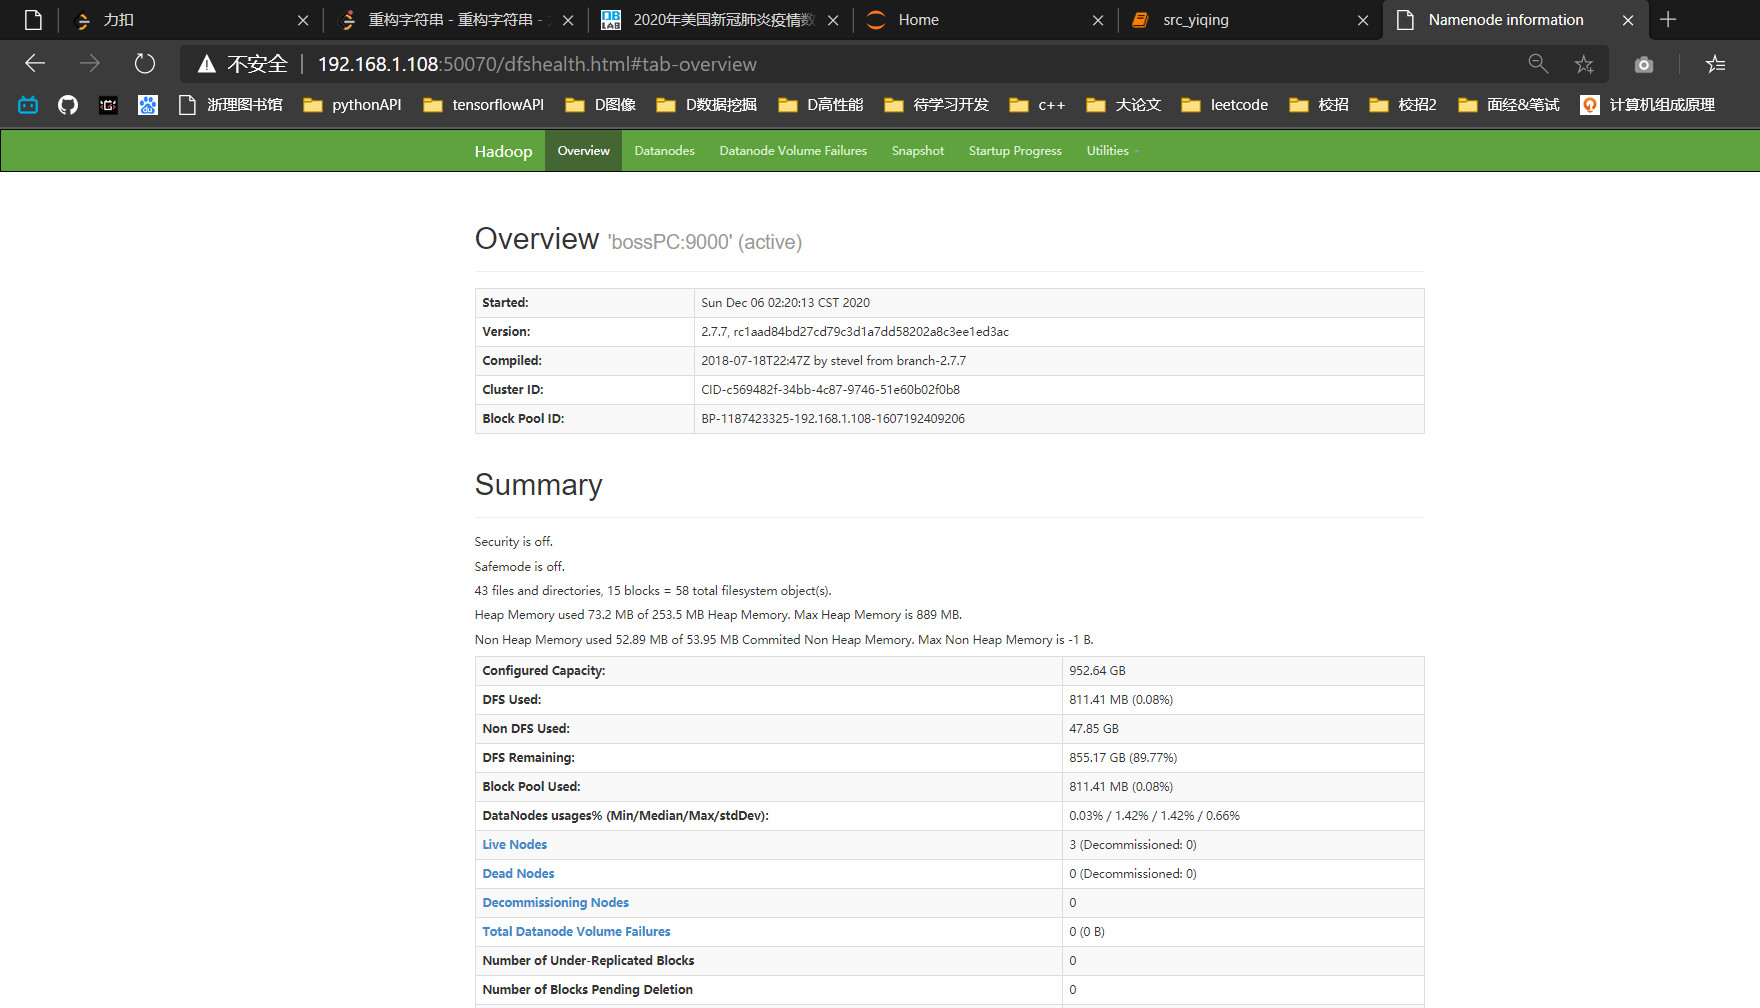 力扣 重构字符串 - 重构字符串 - 2020年美国新冠肺炎疫情数 Home src_yiqing Namenode information
不安全 192.168.1.108:50070/dfshealth.html#tab-overview
浙理图书馆 pythonAPI tensorflowAPI D图像 D数据挖掘 D高性能 待学习开发 c++ 大论文 leetcode 校招 校招2 面经&笔试 计算机组成原理
Hadoop Overview Datanodes Datanode Volume Failures Snapshot Startup Progress Utilities
Overview 'bossPC:9000' (active)
Started: Sun Dec 06 02:20:13 CST 2020
Version: 2.7.7, rc1aad84bd27cd79c3d1a7dd58202a8c3ee1ed3ac
Compiled: 2018-07-18T22:47Z by stevel from branch-2.7.7
Cluster ID: CID-c569482f-34bb-4c87-9746-51e60b02f0b8
Block Pool ID: BP-1187423325-192.168.1.108-1607192409206
Summary
Security is off.
Safemode is off.
43 files and directories, 15 blocks = 58 total filesystem object(s).
Heap Memory used 73.2 MB of 253.5 MB Heap Memory. Max Heap Memory is 889 MB.
Non Heap Memory used 52.89 MB of 53.95 MB Commited Non Heap Memory. Max Non Heap Memory is -1 B.
Configured Capacity: 952.64 GB
DFS Used: 811.41 MB (0.08%)
Non DFS Used: 47.85 GB
DFS Remaining: 855.17 GB (89.77%)
Block Pool Used: 811.41 MB (0.08%)
DataNodes usages% (Min/Median/Max/stdDev): 0.03% / 1.42% / 1.42% / 0.66%
Live Nodes 3 (Decommissioned: 0)
Dead Nodes 0 (Decommissioned: 0)
Decommissioning Nodes 0
Total Datanode Volume Failures 0 (0 B)
Number of Under-Replicated Blocks 0
Number of Blocks Pending Deletion 0